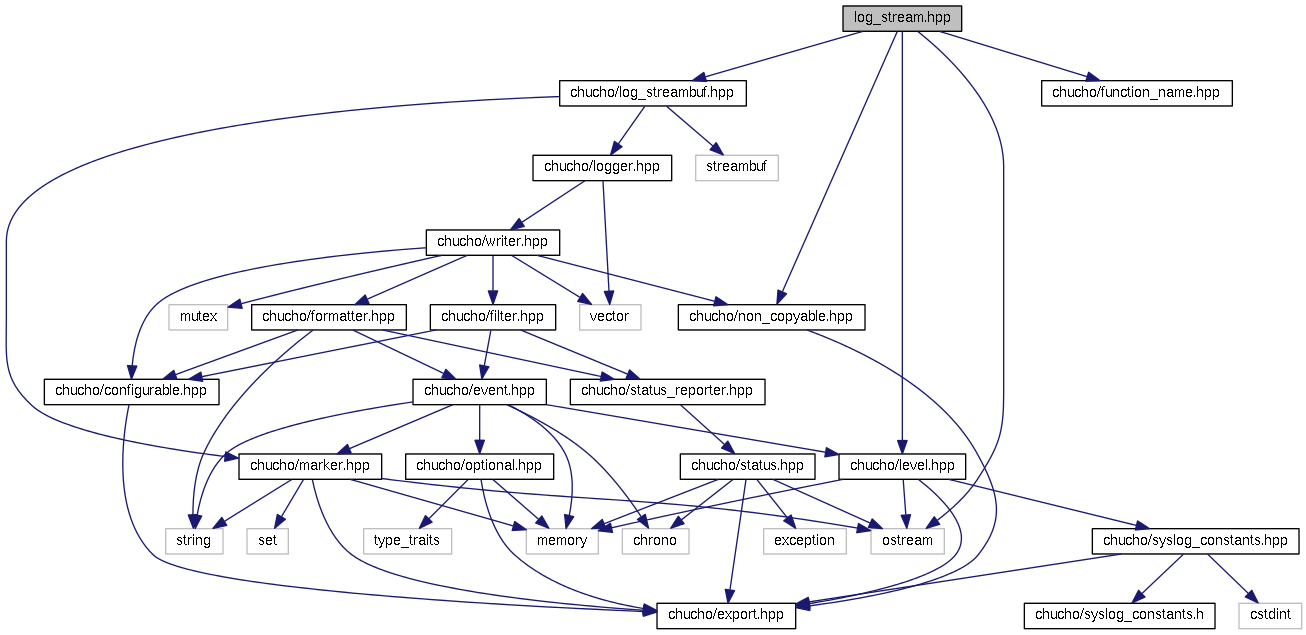 log_stream.hpp
chucho/log_streambuf.hpp
chucho/function_name.hpp
chucho/logger.hpp
streambuf
chucho/writer.hpp
mutex
chucho/formatter.hpp
chucho/filter.hpp
vector
chucho/non_copyable.hpp
chucho/configurable.hpp
chucho/event.hpp
chucho/status_reporter.hpp
chucho/marker.hpp
chucho/optional.hpp
chucho/status.hpp
chucho/level.hpp
string
set
type_traits
memory
chrono
exception
ostream
chucho/syslog_constants.hpp
chucho/export.hpp
chucho/syslog_constants.h
cstdint